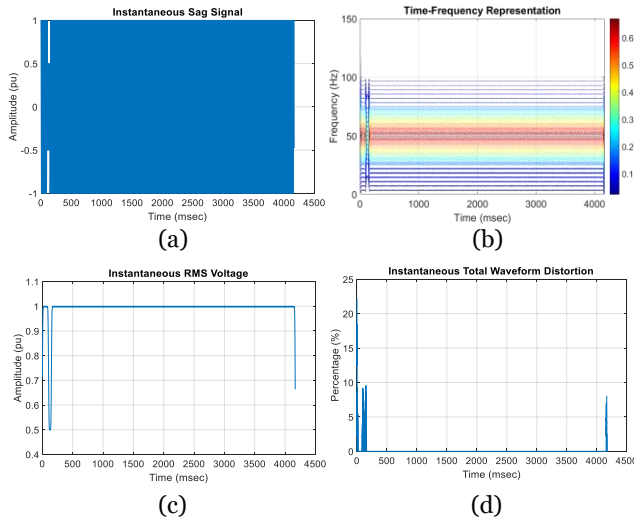 Instantaneous Sag Signal
Amplitude (pu)
1
0.5
0
-0.5
-1
0 500 1000 1500 2000 2500 3000 3500 4000 4500
Time (msec)
(a)
Time-Frequency Representation
Frequency (Hz)
150
100
50
0
0 1000 2000 3000 4000
Time (msec)
0.6
0.5
0.4
0.3
0.2
0.1
(b)
Instantaneous RMS Voltage
Amplitude (pu)
1.1
1
0.9
0.8
0.7
0.6
0.5
0.4
0 500 1000 1500 2000 2500 3000 3500 4000 4500
Time (msec)
(c)
Instantaneous Total Waveform Distortion
Percentage (%)
25
20
15
10
5
0
0 500 1000 1500 2000 2500 3000 3500 4000 4500
Time (msec)
(d)